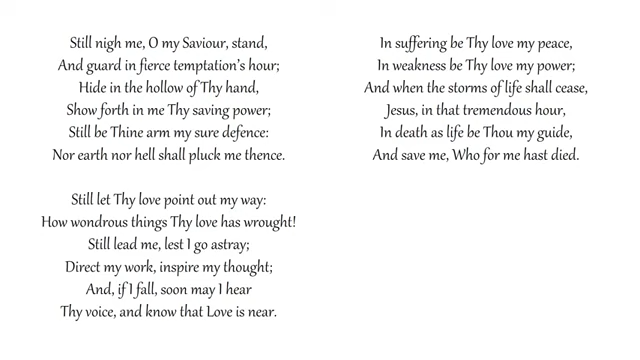 Still nigh me, O my Saviour, stand,
And guard in fierce temptation's hour;
Hide in the hollow of Thy hand,
Show forth in me Thy saving power;
Still be Thine arm my sure defence:
Nor earth nor hell shall pluck me thence.

Still let Thy love point out my way:
How wondrous things Thy love has wrought!
Still lead me, lest I go astray;
Direct my work, inspire my thought;
And, if I fall, soon may I hear
Thy voice, and know that Love is near.

In suffering be Thy love my peace,
In weakness be Thy love my power;
And when the storms of life shall cease,
Jesus, in that tremendous hour,
In death as life be Thou my guide,
And save me, Who for me hast died.